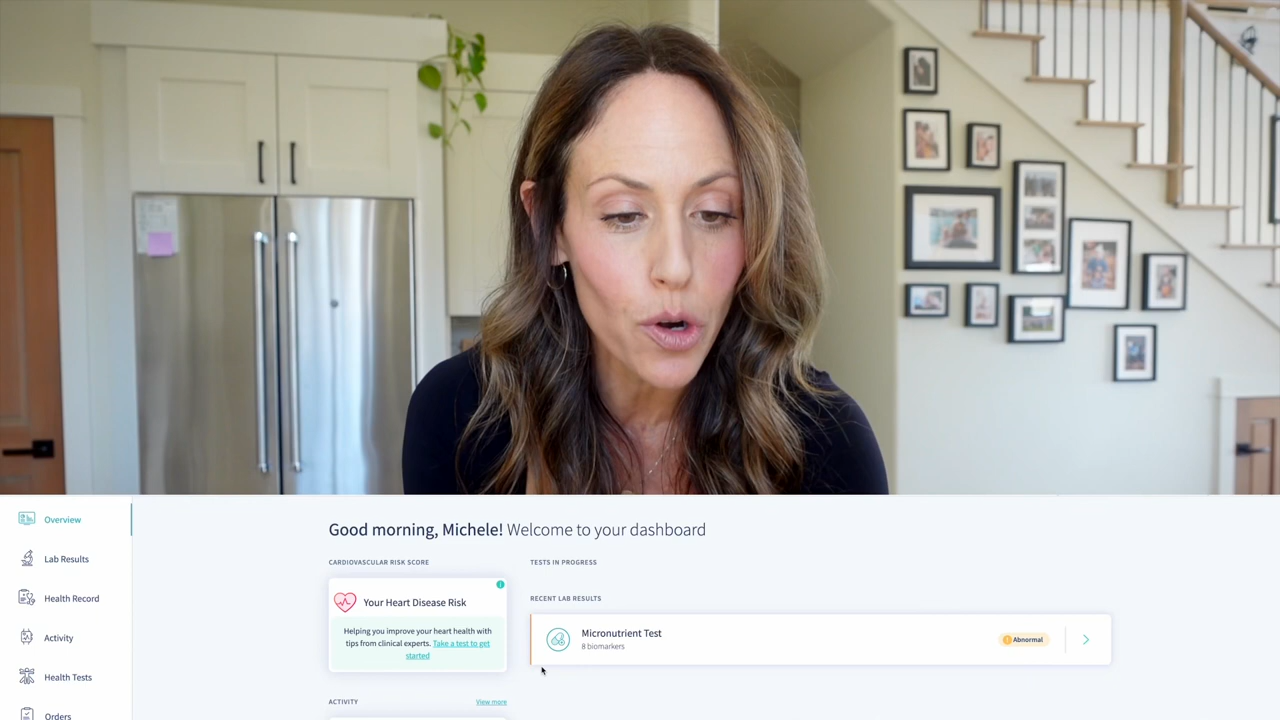 Overview
Lab Results
Health Record
Activity
Health Tests
Orders
Good morning, Michele! Welcome to your dashboard
CARDIOVASCULAR RISK SCORE
Your Heart Disease Risk
Helping you improve your heart health with
tips from clinical experts. Take a test to get
started
ACTIVITY
View more
TESTS IN PROGRESS
RECENT LAB RESULTS
Micronutrient Test
8 biomarkers
Abnormal